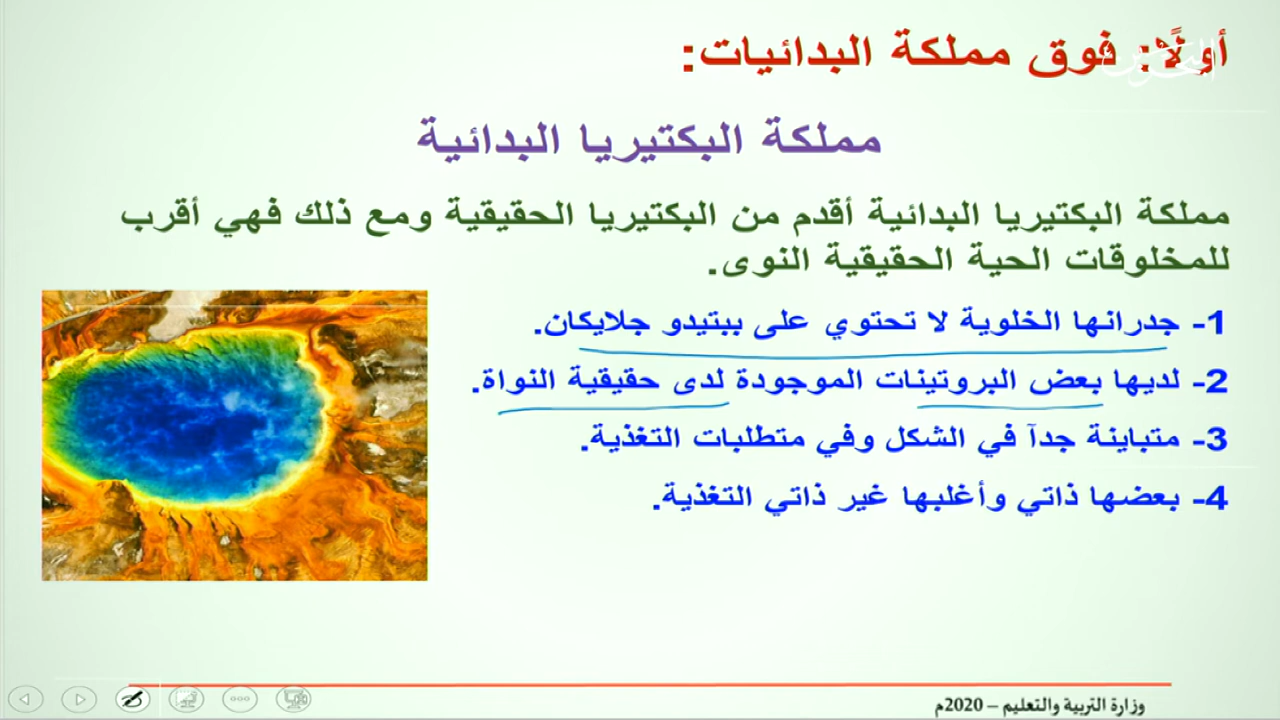 أولًا: فوق مملكة البدائيات:
مملكة البكتيريا البدائية
مملكة البكتيريا البدائية أقدم من البكتيريا الحقيقية ومع ذلك فهي أقرب
للمخلوقات الحية الحقيقية النوى.
1- جدرانها الخلوية لا تحتوي على ببتيدو جلايكان.
2- لديها بعض البروتينات الموجودة لدى حقيقية النواة.
3- متباينة جدآ في الشكل وفي متطلبات التغذية.
4- بعضها ذاتي وأغلبها غير ذاتي التغذية.
وزارة التربية والتعليم – 2020م